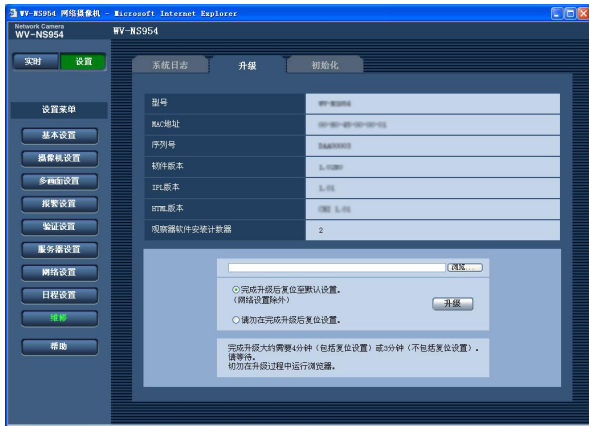 WV-NS954 网络摄像机 - Microsoft Internet Explorer
Network Camera
WV-NS954
WV-NS954
实时
设置
系统日志
升级
初始化
设置菜单
基本设置
摄像机设置
多画面设置
报警设置
验证设置
服务器设置
网络设置
日程设置
维修
帮助
型号
MAC地址
序列号
韧件版本
IPL版本
HTML版本
观察器软件安装计数器
2
浏览...
完成升级后复位至默认设置。
(网络设置除外)
请勿在完成升级后复位设置。
升级
完成升级大约需要4分钟(包括复位设置)或3分钟(不包括复位设置).
请等待。
切勿在升级过程中运行浏览器。